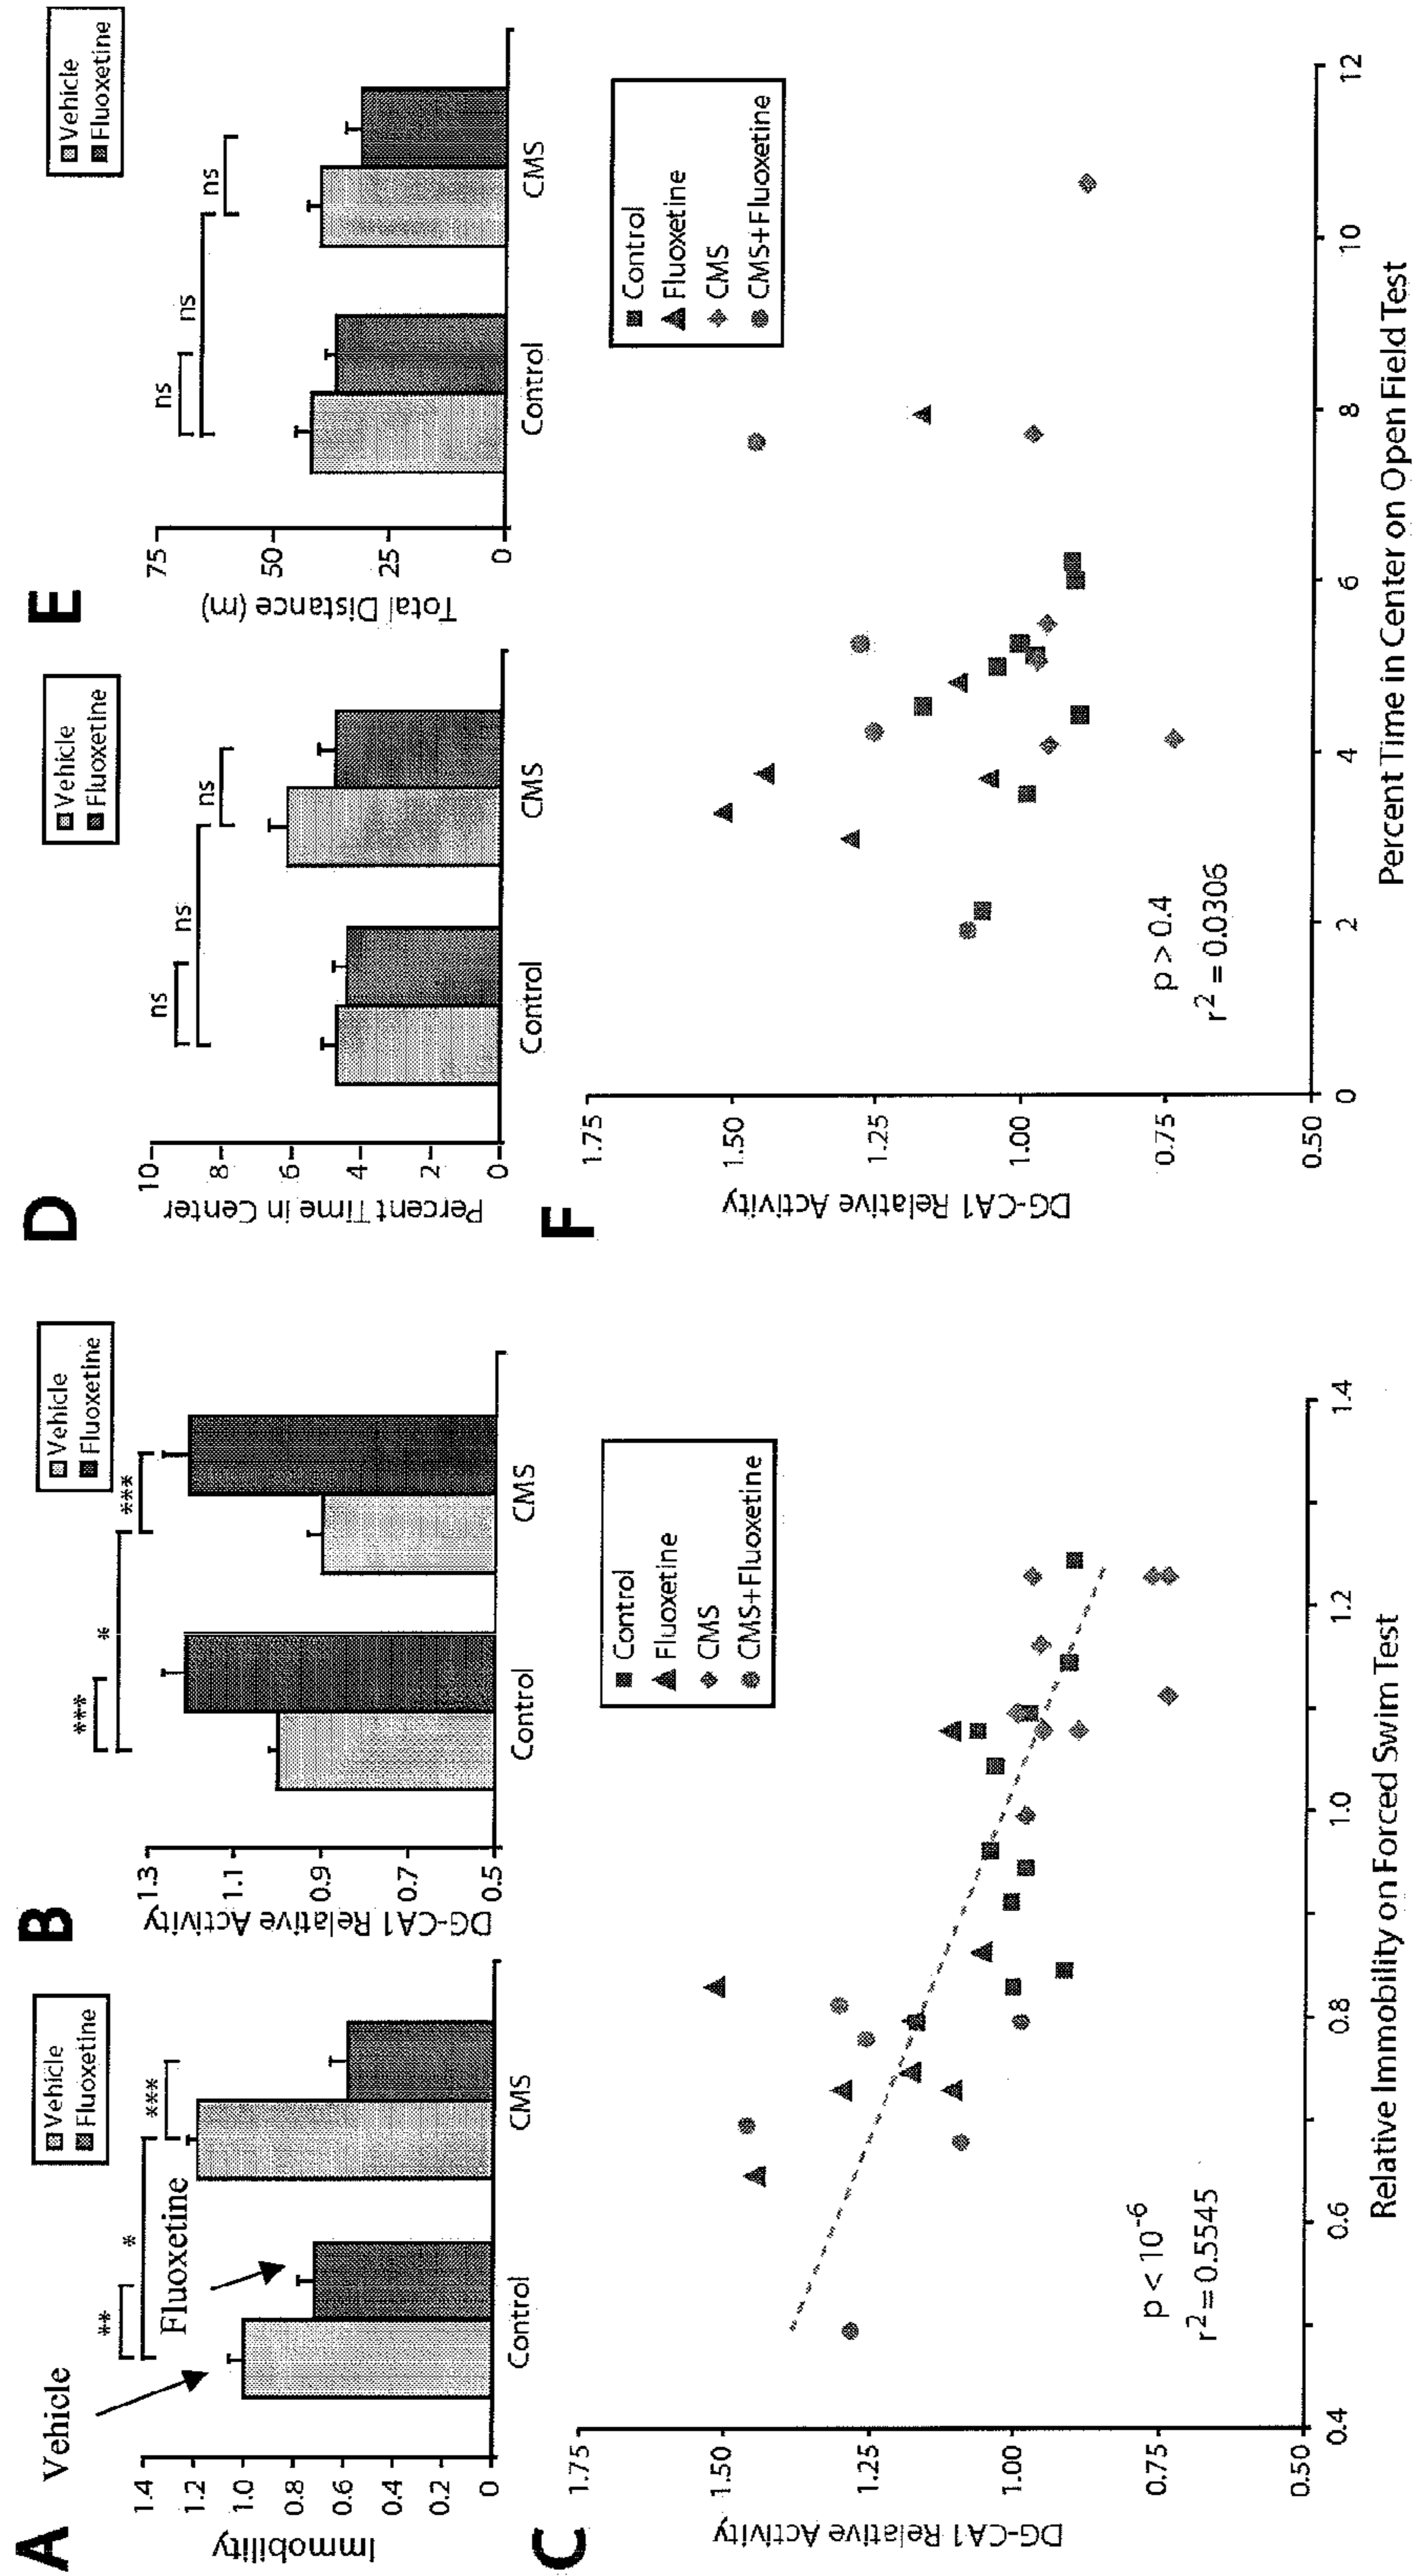 A
Vehicle
Vehicle
Fluoxetine
Immobility
1.4
1.2
1.0
0.8
0.6
0.4
0.2
0
**
*
***
Fluoxetine
Control
CMS
B
Vehicle
Fluoxetine
DG-CA1 Relative Activity
1.3
1.1
0.9
0.7
0.5
***
*
***
Control
CMS
C
DG-CA1 Relative Activity
1.75
1.50
1.25
1.00
0.75
0.50
Control
Fluoxetine
CMS
CMS+Fluoxetine
p < 10-6
r2 = 0.5545
0.4
0.6
0.8
1.0
1.2
1.4
Relative Immobility on Forced Swim Test
D
Vehicle
Fluoxetine
Percent Time in Center
10
8
6
4
2
0
ns
ns
ns
Control
CMS
E
Vehicle
Fluoxetine
Total Distance (m)
75
50
25
0
ns
ns
ns
Control
CMS
F
DG-CA1 Relative Activity
1.75
1.50
1.25
1.00
0.75
0.50
Control
Fluoxetine
CMS
CMS+Fluoxetine
p > 0.4
r2 = 0.0306
0
2
4
6
8
10
12
Percent Time in Center on Open Field Test